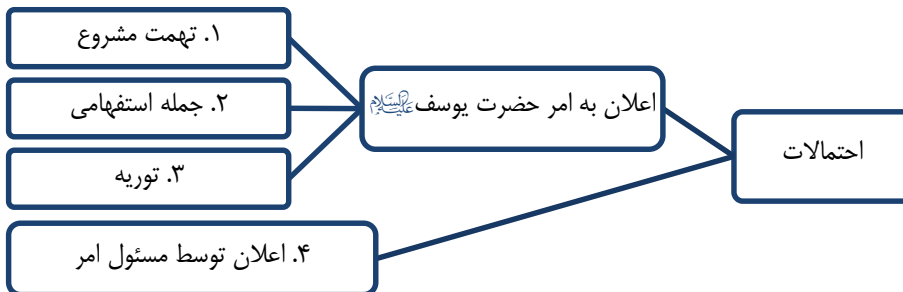 احتمالات
اعلان به امر حضرت یوسف علیه‌السلام
۱. تهمت مشروع
۲. جمله استفهامی
۳. توریه
۴. اعلان توسط مسئول امر